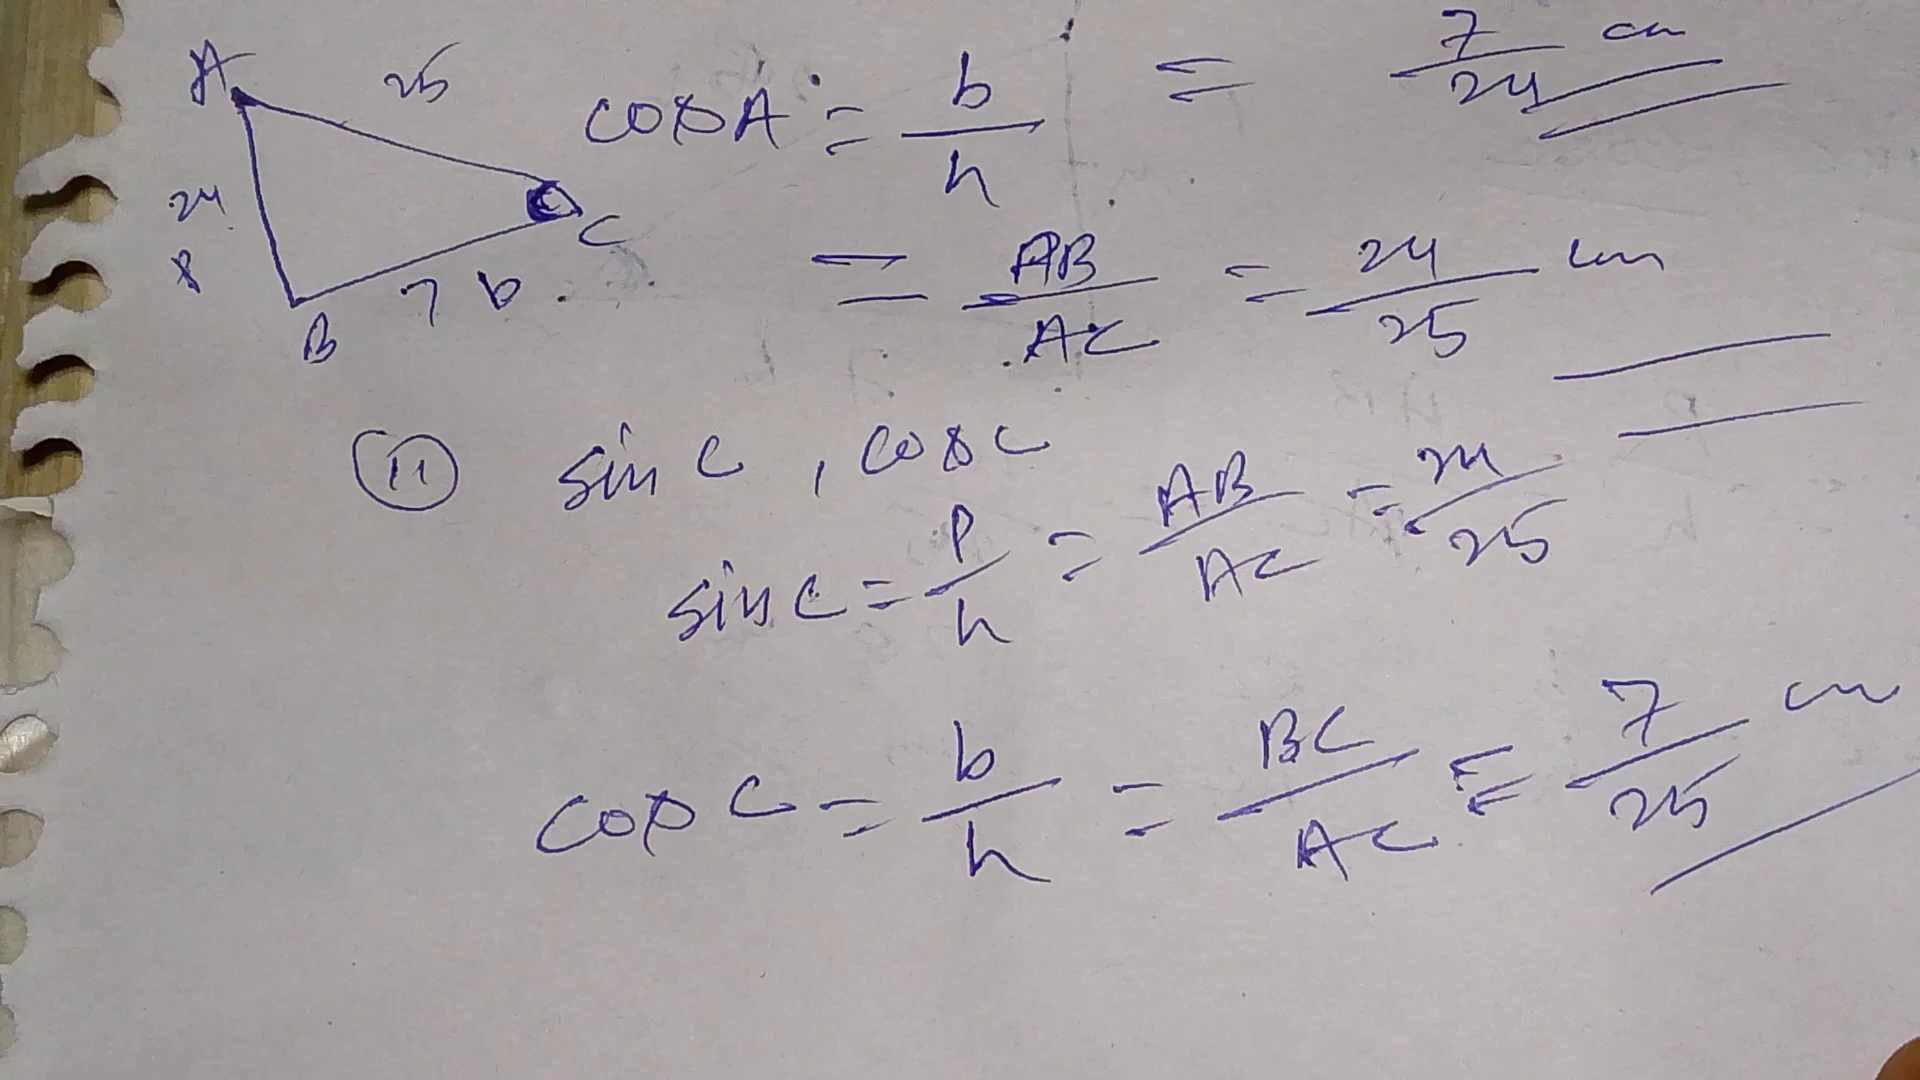 A 25
24
8
B 7 b C
cos A = b/h = 7/24 cm
= AB/AC = 24/25 cm
(ii) sin C , cos C
sin C = P/h = AB/AC = 24/25
cos C = b/h = BC/AC = 7/25 cm